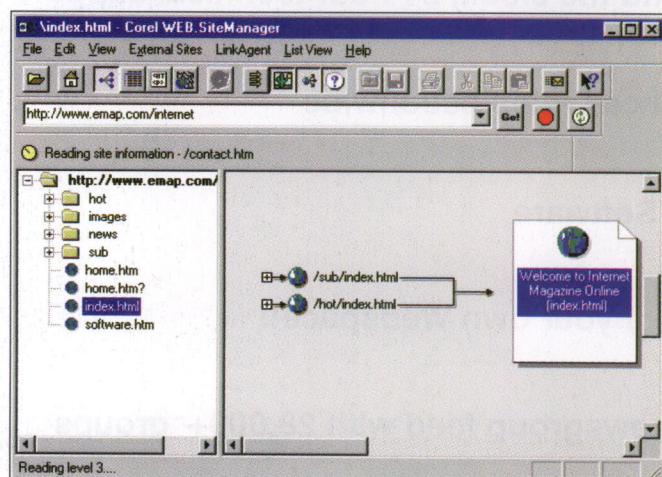 \index.html - Corel WEB.SiteManager
File Edit View External Sites LinkAgent List View Help
http://www.emap.com/internet
Go!
Reading site information - /contact.htm
http://www.emap.com/
hot
images
news
sub
home.htm
home.htm?
index.html
software.htm
/sub/index.html
/hot/index.html
Welcome to Internet
Magazine Online
(index.html)
Reading level 3....